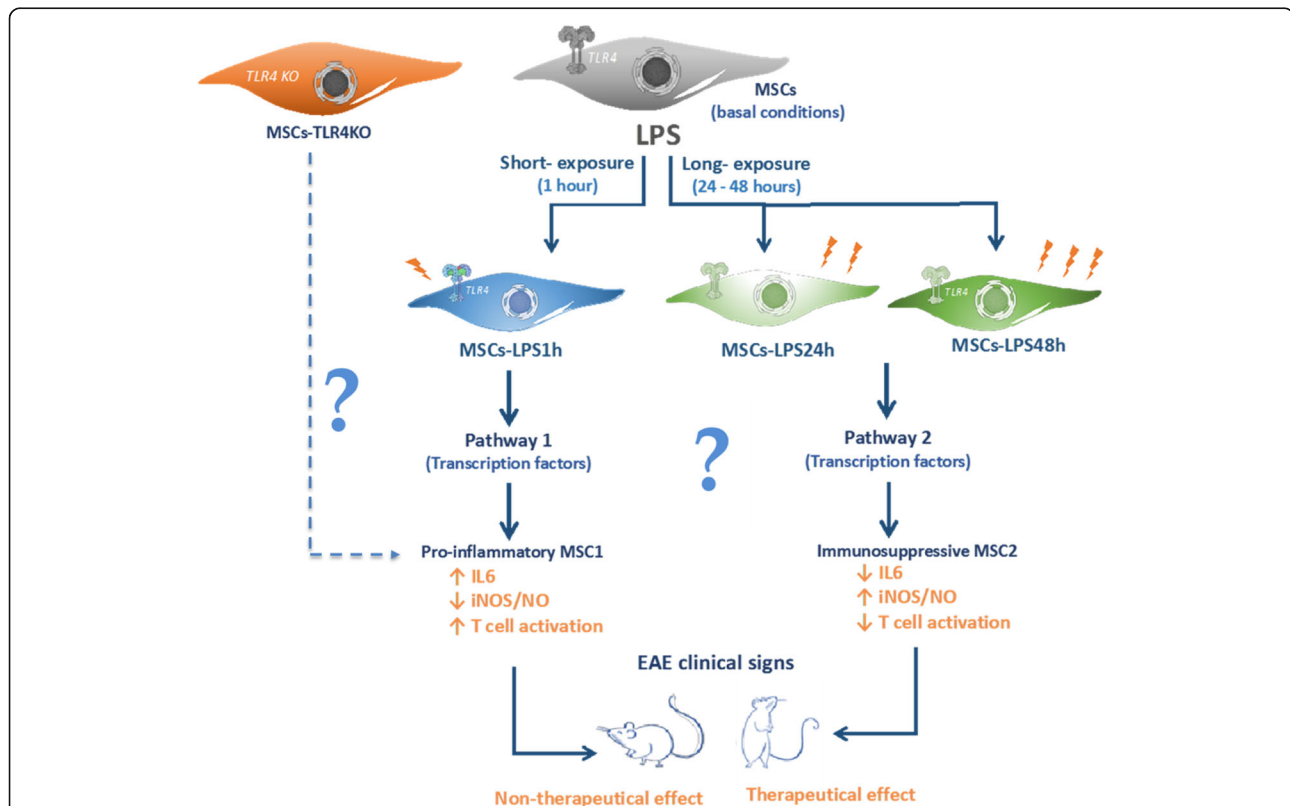 TLR4 KO
MSCs-TLR4KO
TLR4
MSCs
(basal conditions)
LPS
Short- exposure
(1 hour)
Long- exposure
(24 - 48 hours)
TLR4
MSCs-LPS1h
MSCs-LPS24h
TLR4
MSCs-LPS48h
?
?
Pathway 1
(Transcription factors)
Pathway 2
(Transcription factors)
Pro-inflammatory MSC1
↑ IL6
↓ iNOS/NO
↑ T cell activation
Immunosuppressive MSC2
↓ IL6
↑ iNOS/NO
↓ T cell activation
EAE clinical signs
Non-therapeutical effect
Therapeutical effect